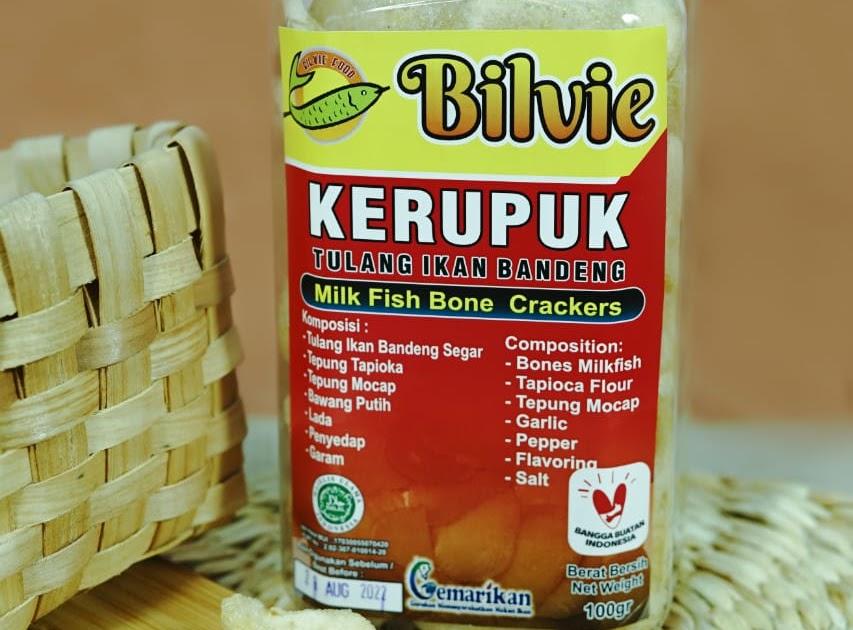 BILVIE FOOD
Bilvie
KERUPUK
TULANG IKAN BANDENG
Milk Fish Bone Crackers
Komposisi :
-Tulang Ikan Bandeng Segar
-Tepung Tapioka
-Tepung Mocap
-Bawang Putih
-Lada
-Penyedap
-Garam
Composition:
- Bones Milkfish
- Tapioca Flour
- Tepung Mocap
- Garlic
- Pepper
- Flavoring
- Salt
BANGGA BUATAN
INDONESIA
Sebelum /
Before :
AUG 2022
Gemarikan
Berat Bersih
Net Weight
100gr